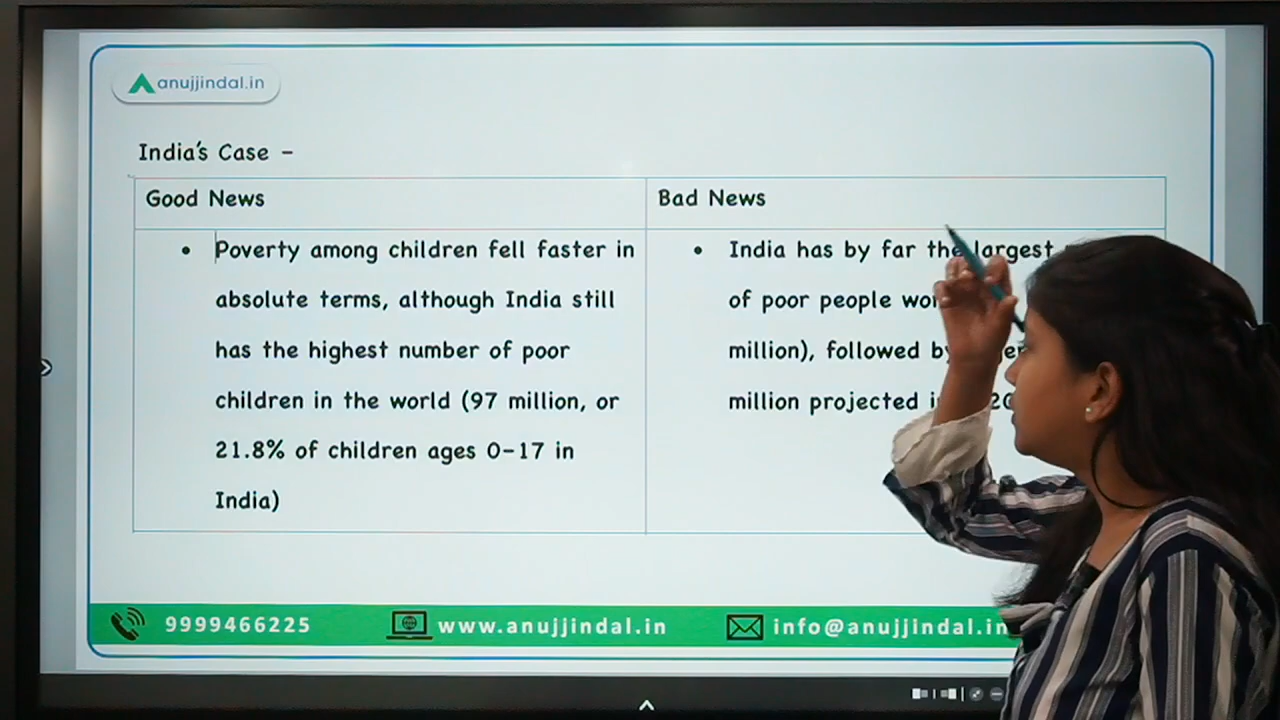 anujjindal.in
India's Case -
Good News
Bad News
Poverty among children fell faster in
absolute terms, although India still
has the highest number of poor
children in the world (97 million, or
21.8% of children ages 0-17 in
India)
India has by far the largest
of poor people
million), followed
million projected
9999466225
www.anujjindal.in
info@anujjindal.in